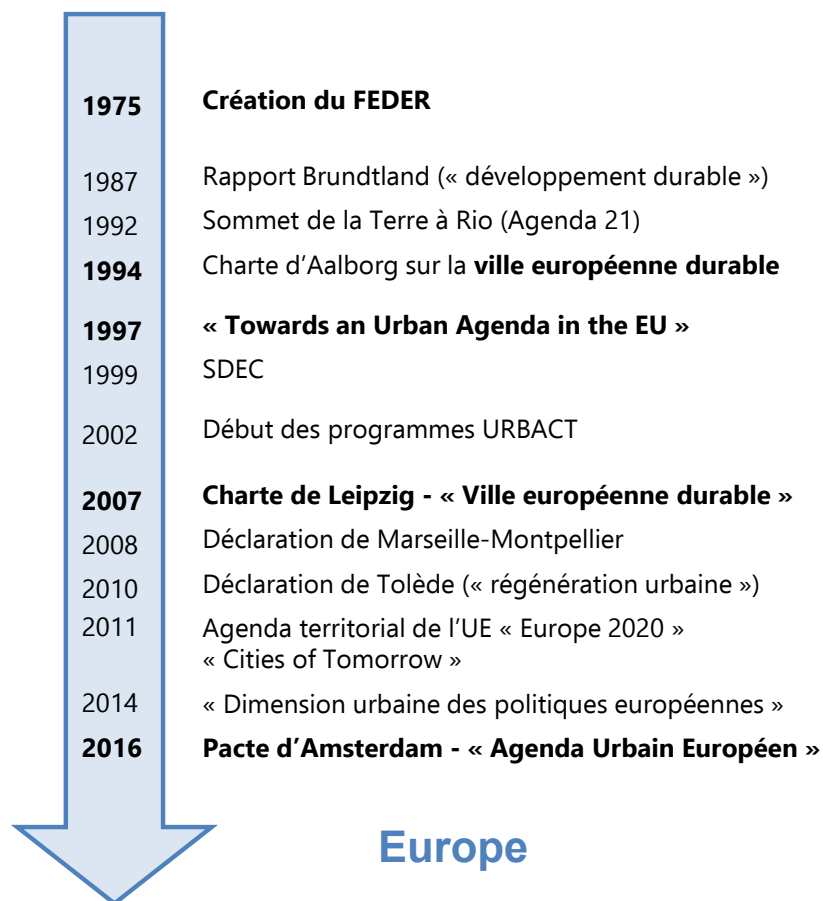 1975 Création du FEDER
1987 Rapport Brundtland (« développement durable »)
1992 Sommet de la Terre à Rio (Agenda 21)
1994 Charte d’Aalborg sur la ville européenne durable
1997 « Towards an Urban Agenda in the EU »
1999 SDEC
2002 Début des programmes URBACT
2007 Charte de Leipzig - « Ville européenne durable »
2008 Déclaration de Marseille-Montpellier
2010 Déclaration de Tolède (« régénération urbaine »)
2011 Agenda territorial de l’UE « Europe 2020 »
« Cities of Tomorrow »
2014 « Dimension urbaine des politiques européennes »
2016 Pacte d’Amsterdam - « Agenda Urbain Européen »
Europe